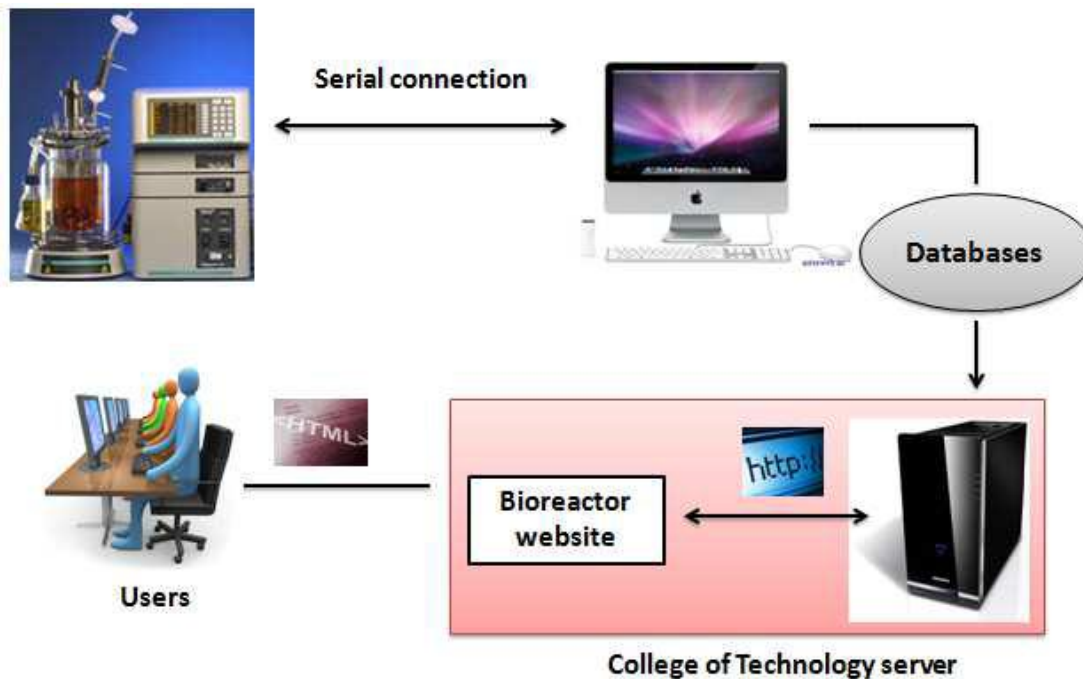 Serial connection
Databases
<HTML>
http:/
Bioreactor
website
Users
College of Technology server